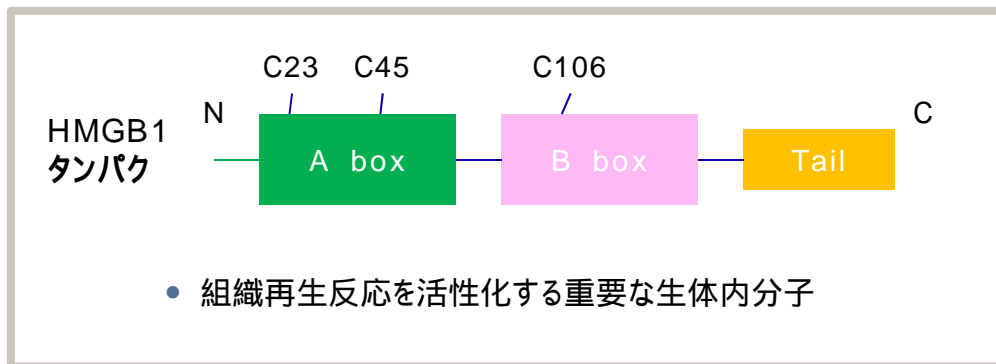 C23 C45 C106
N C
HMGB1
タンパク
A box B box Tail
• 組織再生反応を活性化する重要な生体内分子